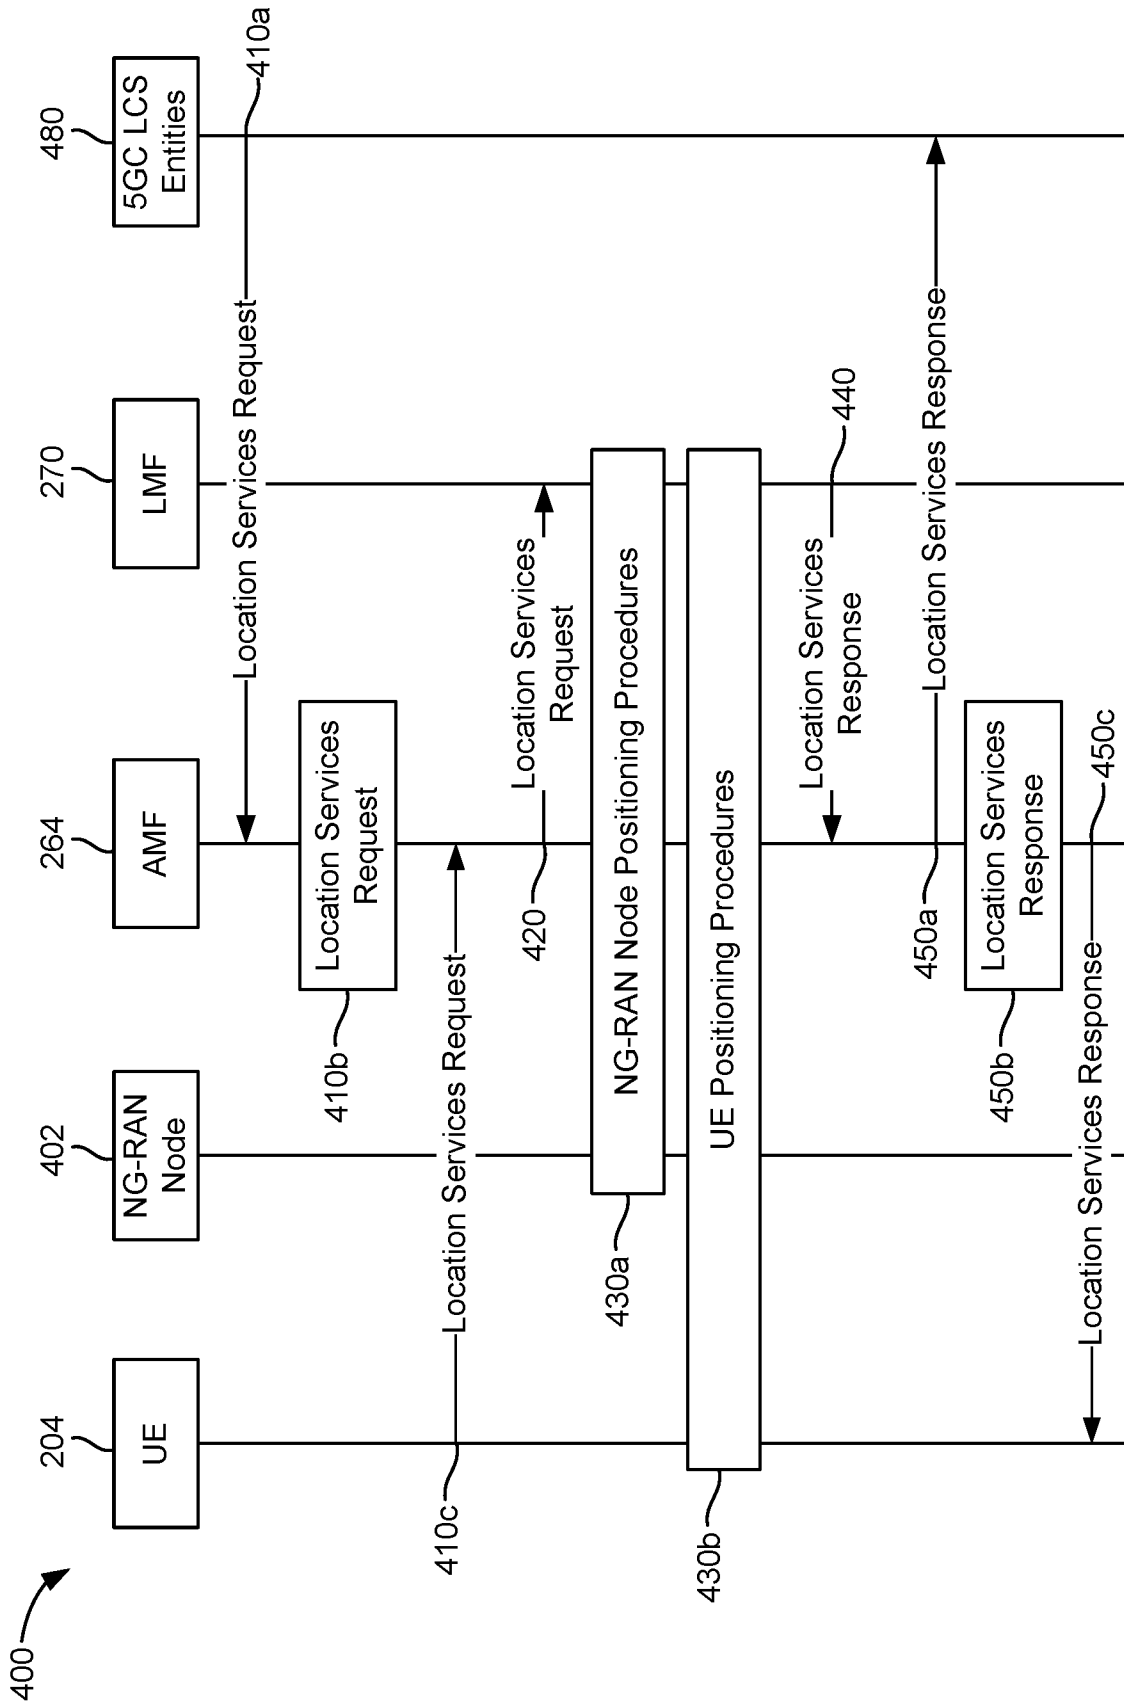 400
204
402
264
270
480
UE
NG-RAN
Node
AMF
LMF
5GC LCS
Entities
Location Services Request
410a
Location Services
Request
410b
Location Services Request
410c
Location Services
Request
420
NG-RAN Node Positioning Procedures
430a
UE Positioning Procedures
430b
Location Services
Response
440
Location Services Response
450a
Location Services
Response
450b
Location Services Response
450c